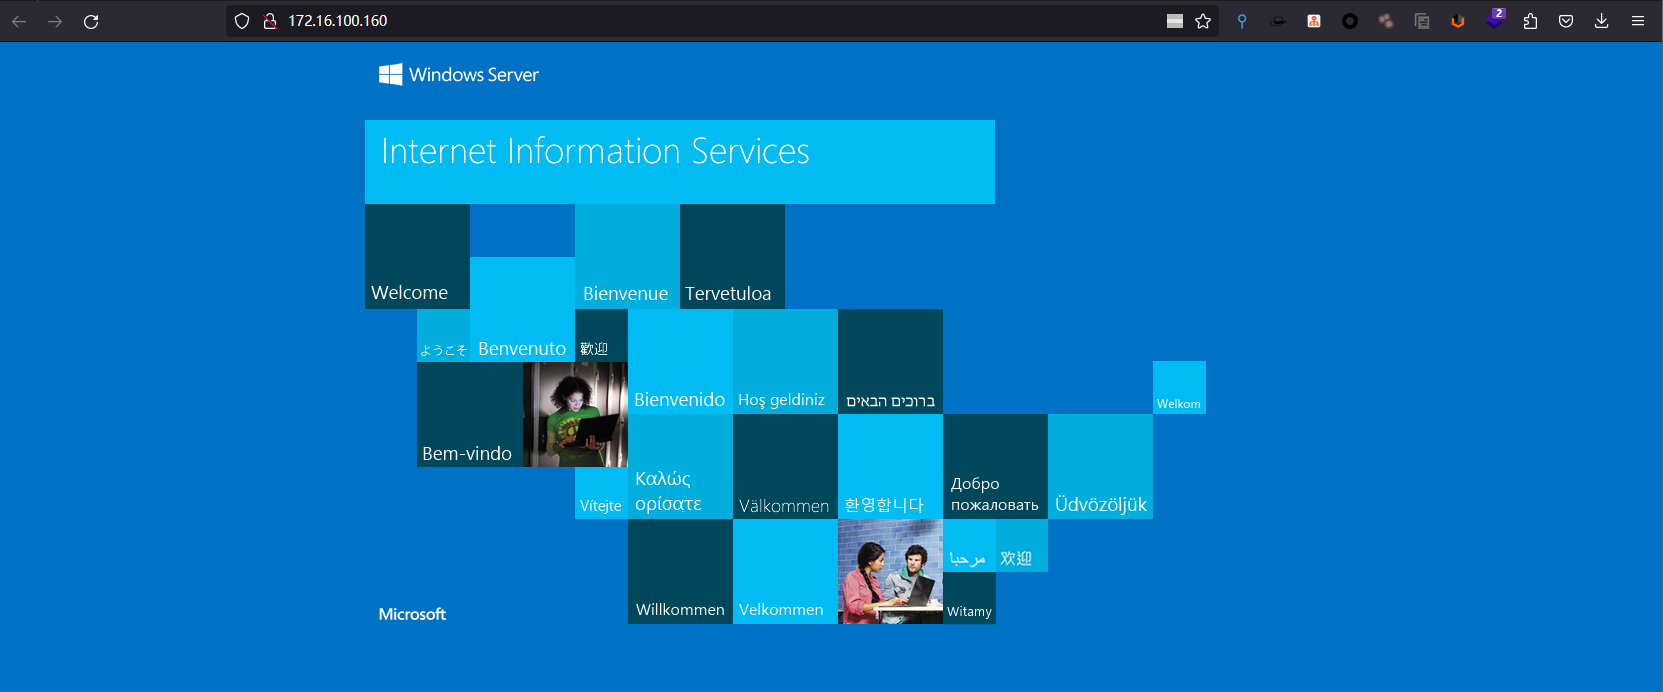 172.16.100.160
2
Windows Server
Internet Information Services
Welcome
Bienvenue
Tervetuloa
ようこそ
Benvenuto
歡迎
Bienvenido
Hoş geldiniz
ברוכים הבאים
Welkom
Bem-vindo
Vítejte
Καλώς
ορίσατε
Välkommen
환영합니다
Добро
пожаловать
Üdvözöljük
Microsoft
Willkommen
Velkommen
مرحبا
欢迎
Witamy